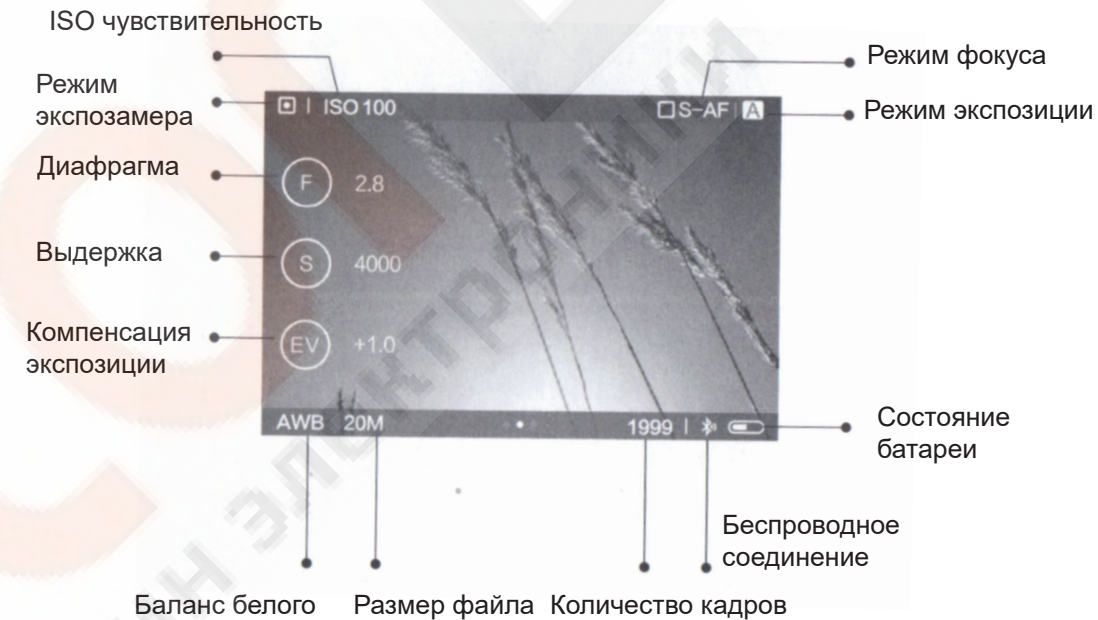 ISO чувствительность
Режим фокуса
Режим
экспозамера
ISO 100
S-AF
A
Режим экспозиции
Диафрагма
F 2.8
Выдержка
S 4000
Компенсация
экспозиции
EV +1.0
AWB 20M
1999
Состояние
батареи
Беспроводное
соединение
Баланс белого
Размер файла
Количество кадров